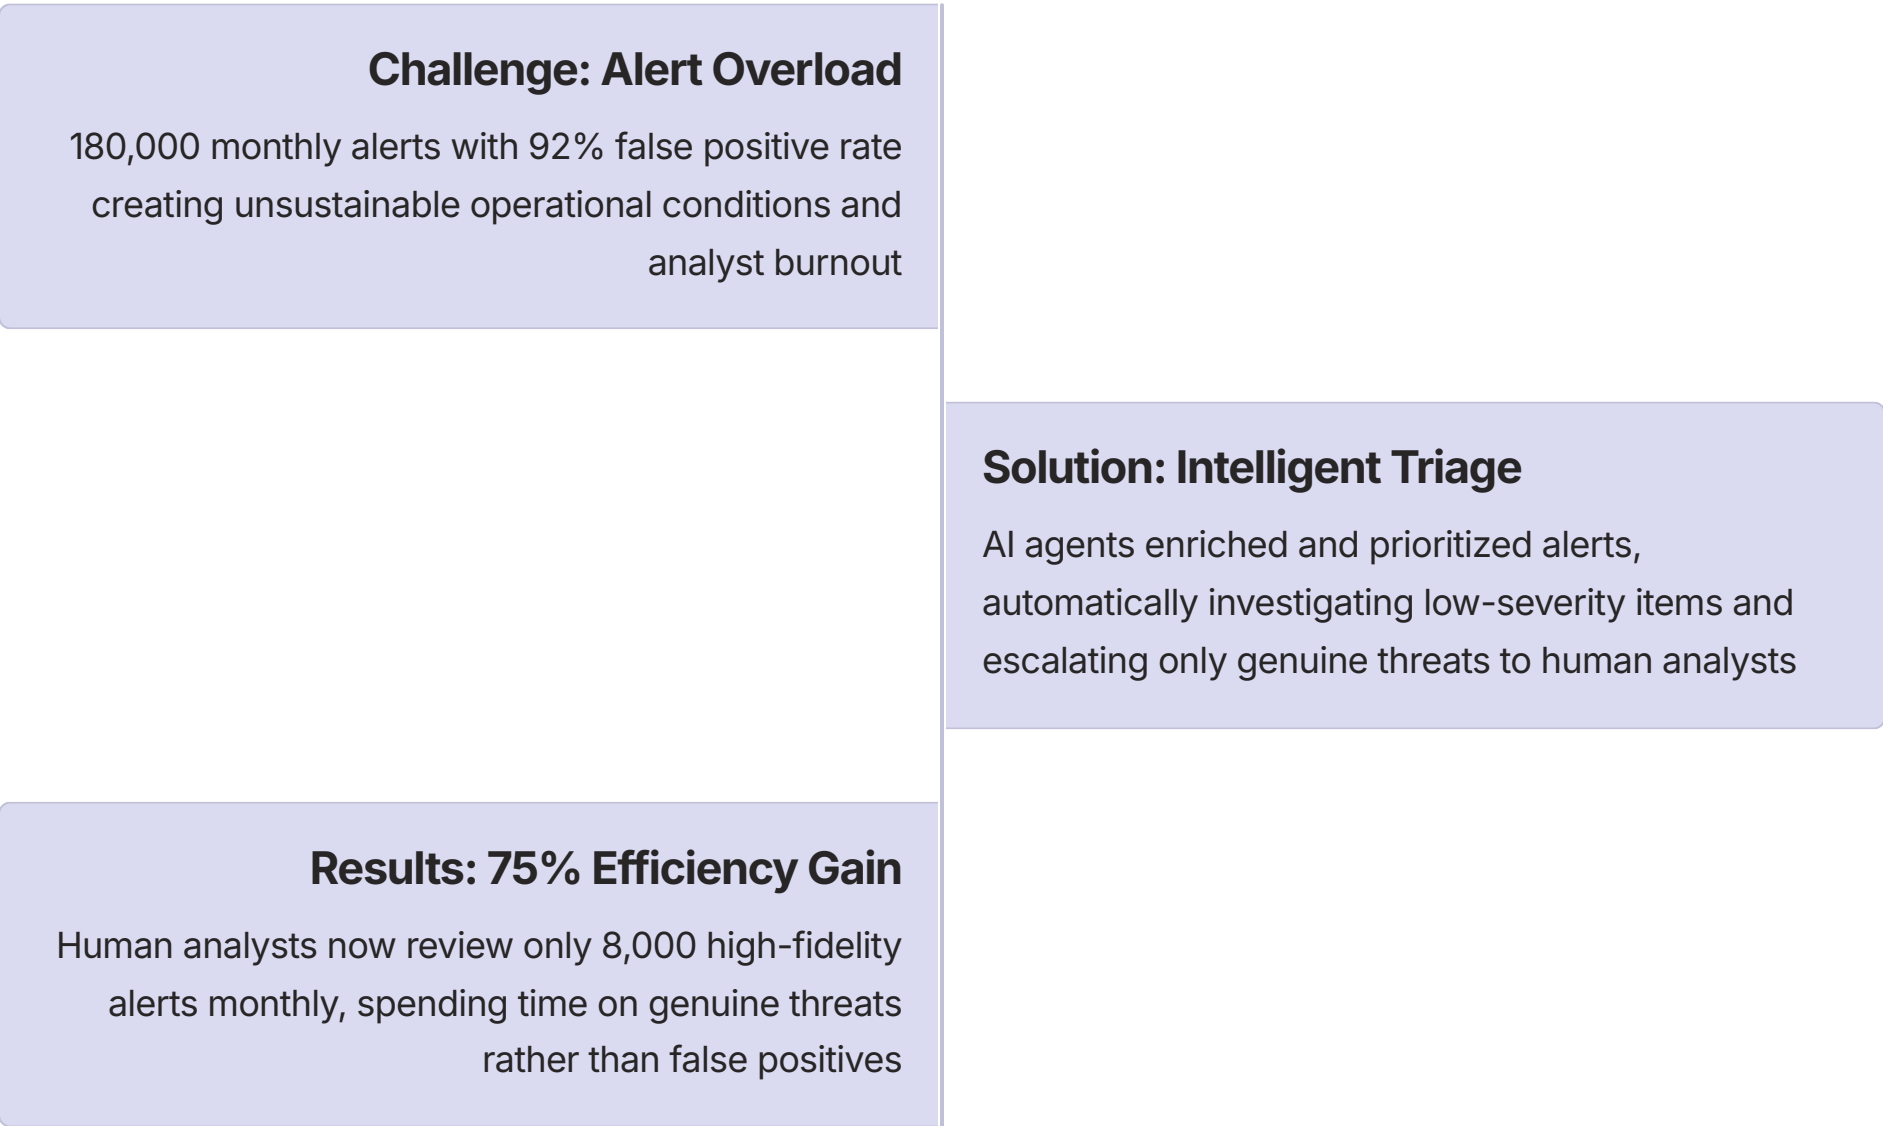 Challenge: Alert Overload
180,000 monthly alerts with 92% false positive rate
creating unsustainable operational conditions and
analyst burnout
Solution: Intelligent Triage
AI agents enriched and prioritized alerts,
automatically investigating low-severity items and
escalating only genuine threats to human analysts
Results: 75% Efficiency Gain
Human analysts now review only 8,000 high-fidelity
alerts monthly, spending time on genuine threats
rather than false positives